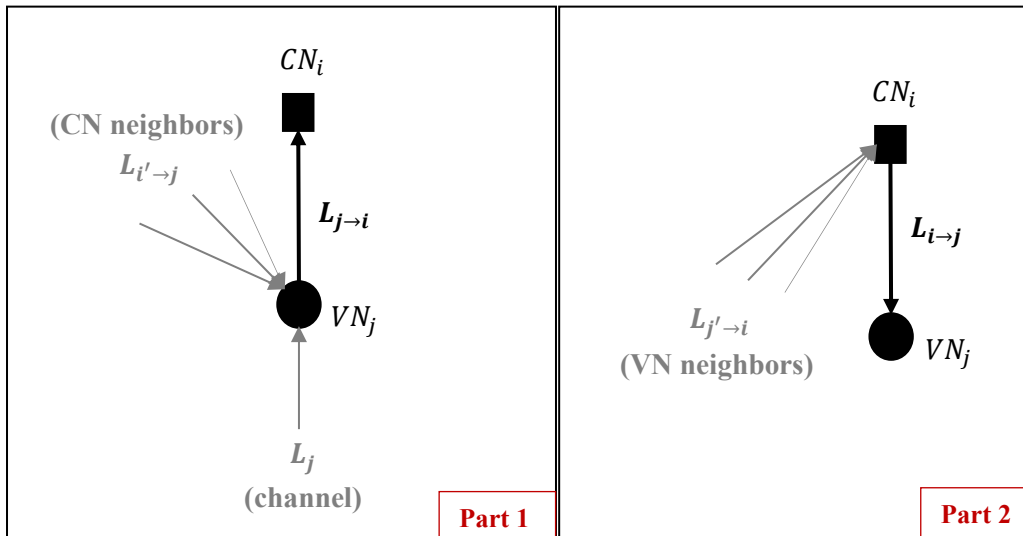 CN_i
(CN neighbors)
L_{i'→j}
L_{j→i}
VN_j
L_j
(channel)
Part 1
CN_i
L_{i→j}
L_{j'→i}
(VN neighbors)
VN_j
Part 2